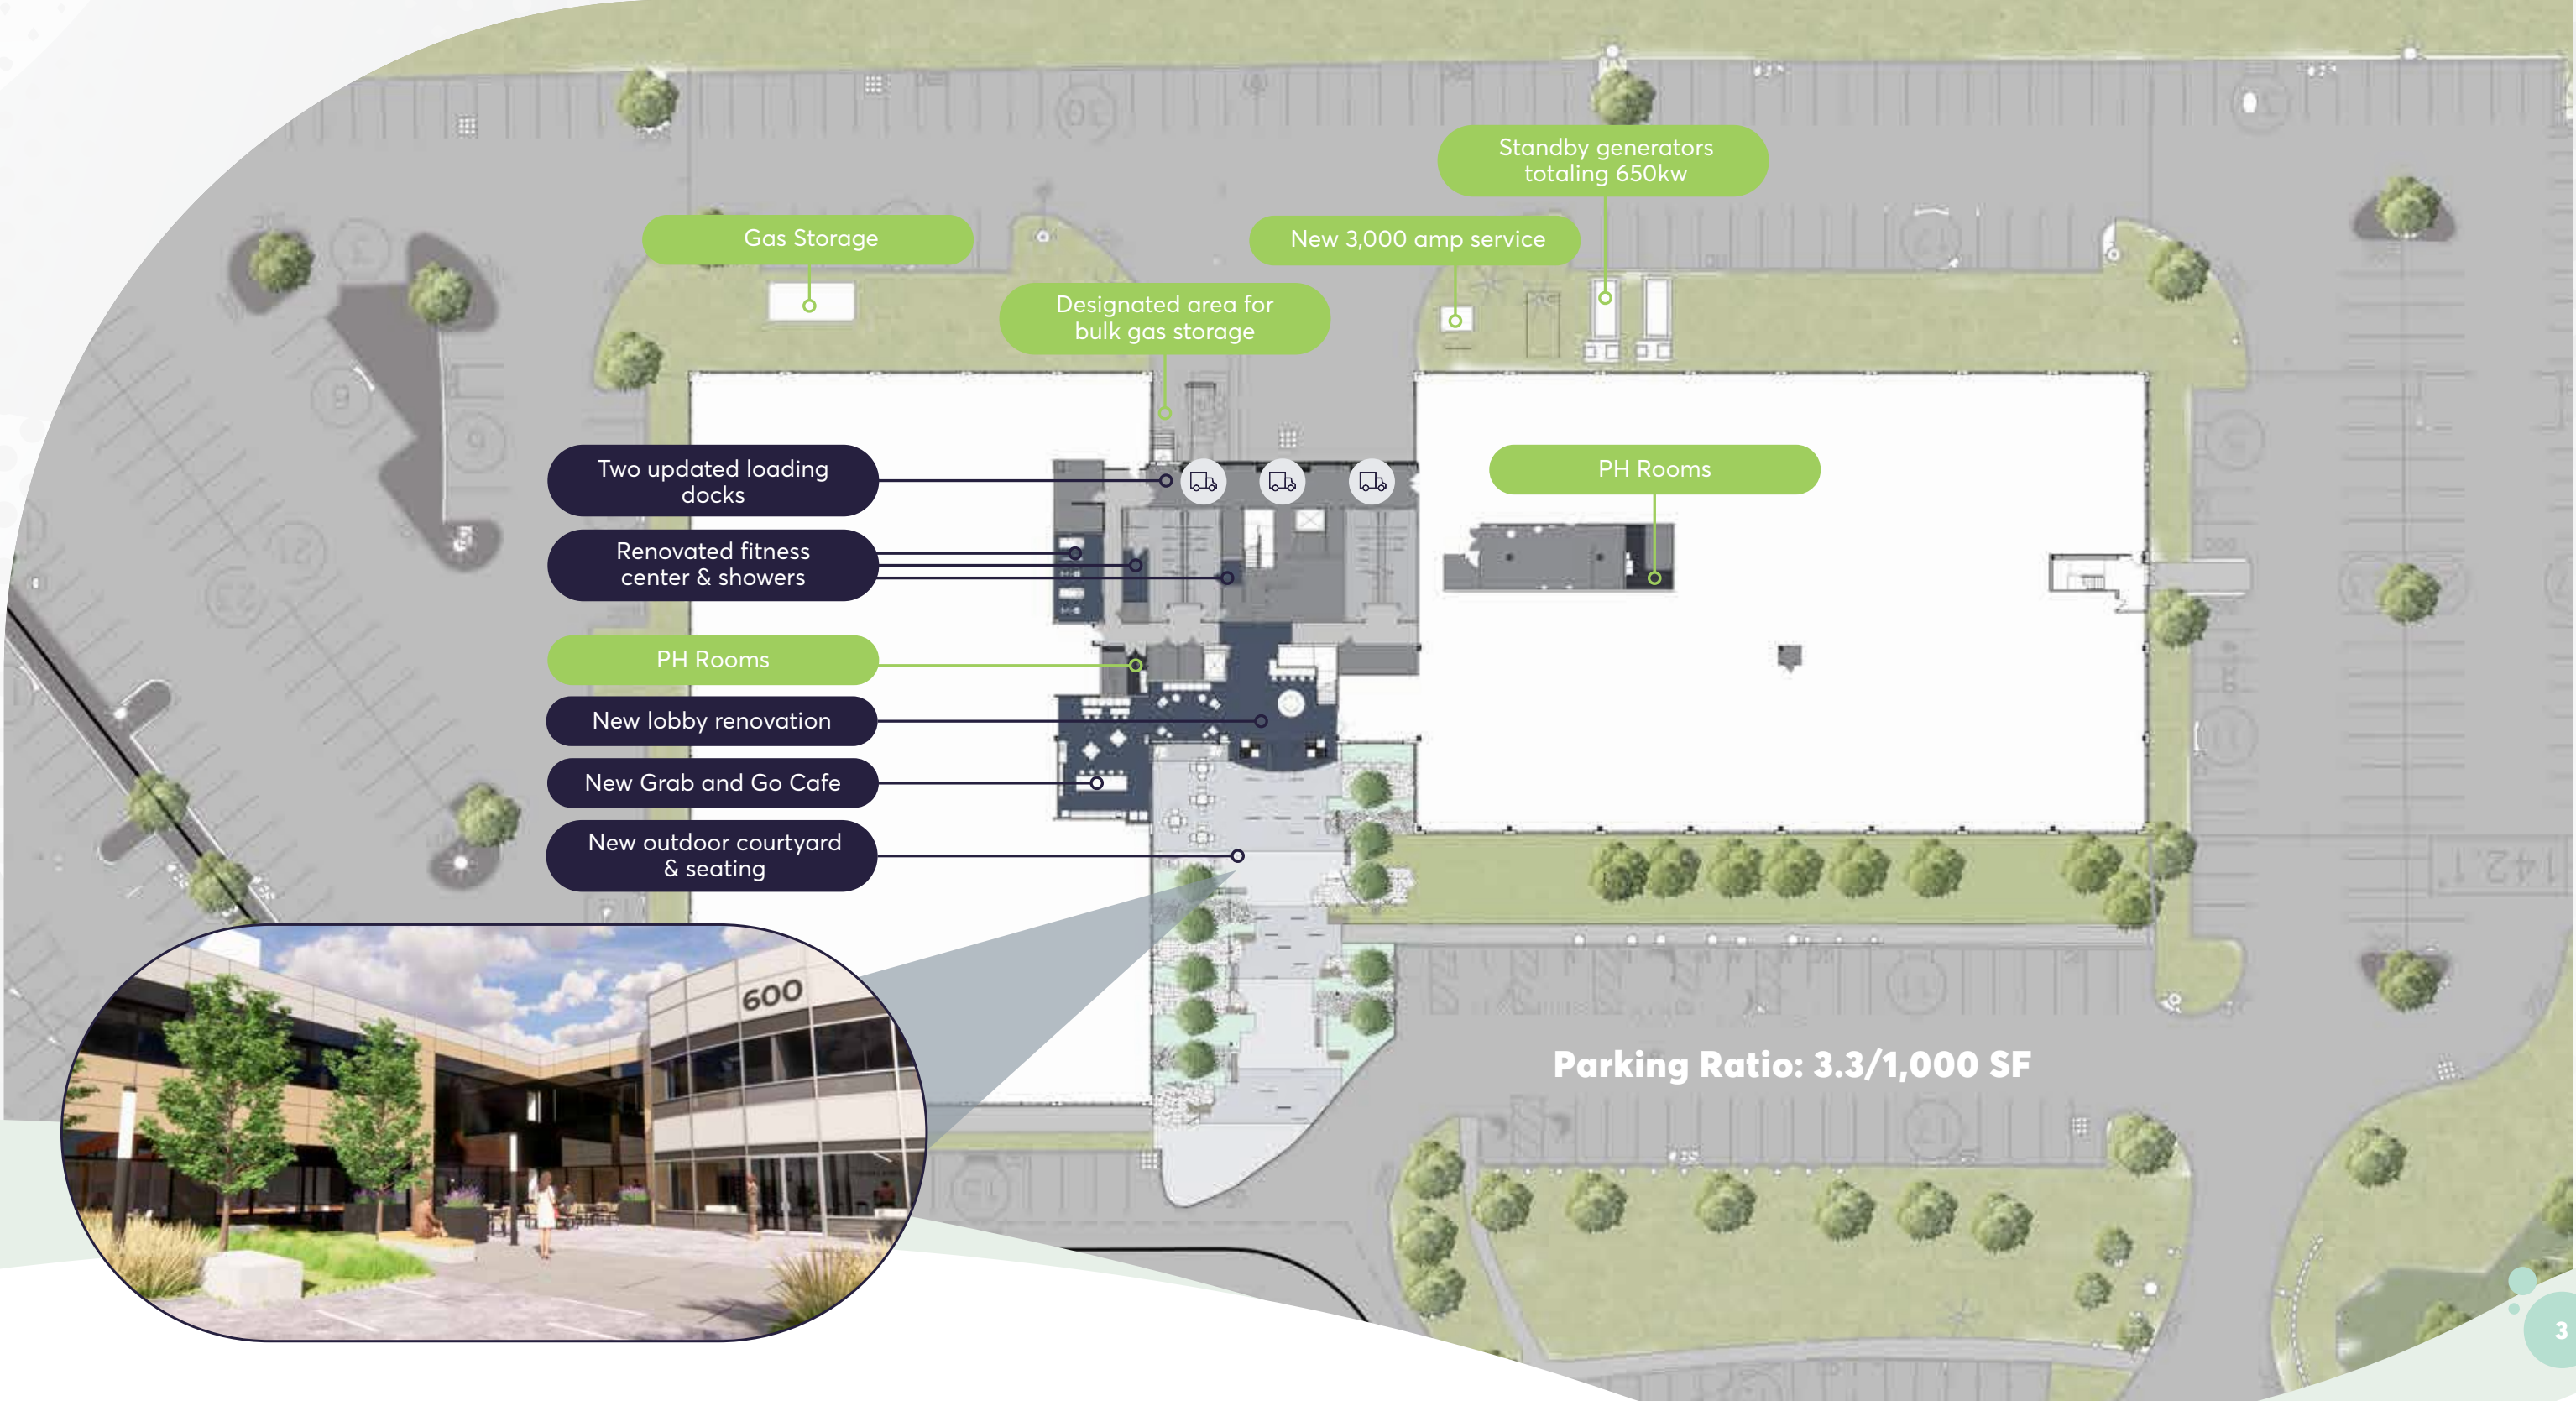 Standby generators
totaling 650kw
Gas Storage
New 3,000 amp service
Designated area for
bulk gas storage
Two updated loading
docks
PH Rooms
Renovated fitness
center & showers
PH Rooms
New lobby renovation
New Grab and Go Cafe
New outdoor courtyard
& seating
600
Parking Ratio: 3.3/1,000 SF
3